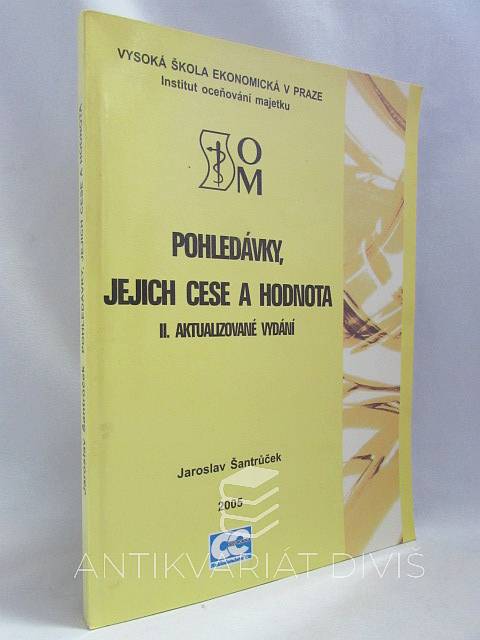 VYSOKÁ ŠKOLA EKONOMICKÁ V PRAZE
Institut oceňování majetku
O
M
POHLEDÁVKY,
JEJICH CESE A HODNOTA
II. AKTUALIZOVANÉ VYDÁNÍ
Jaroslav Šantrůček
2005
Jaroslav Šantrůček POHLEDÁVKY, JEJICH CESE A HODNOTA
ANTIKVARIÁT DIVIŠ